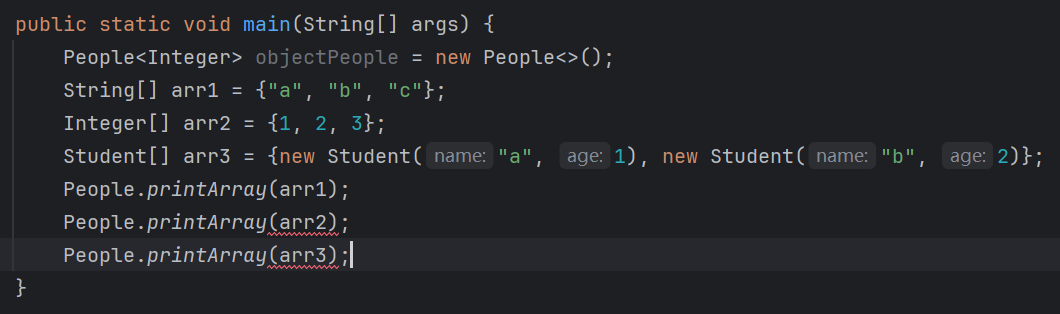 public static void main(String[] args) {
People<Integer> objectPeople = new People<>();
String[] arr1 = {"a", "b", "c"};
Integer[] arr2 = {1, 2, 3};
Student[] arr3 = {new Student( name: "a", age: 1), new Student( name: "b", age: 2)};
People.printArray(arr1);
People.printArray(arr2);
People.printArray(arr3);
}